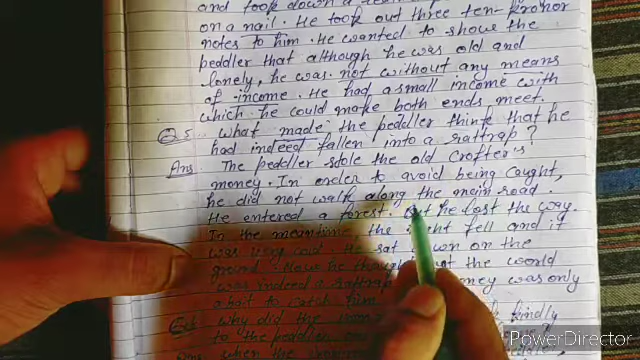 and took down a
on a nail. He took out three ten-kronor
notes to him. He wanted to show the
peddler that although he was old and
lonely, he was not without any means
of income. He had a small income with
which he could make both ends meet.
Q 5. What made the peddler think that he
had indeed fallen into a rattrap?
Ans. The peddler stole the old Crofter's
money. In order to avoid being caught,
he did not walk along the main road.
He entered a forest. But he lost the way.
In the meantime the night fell and it
was very cold. He sat down on the
ground. Here he thought the world
was indeed a rattrap money was only
a bait to catch him
Why did the kindly
to the peddler
When the
PowerDirector